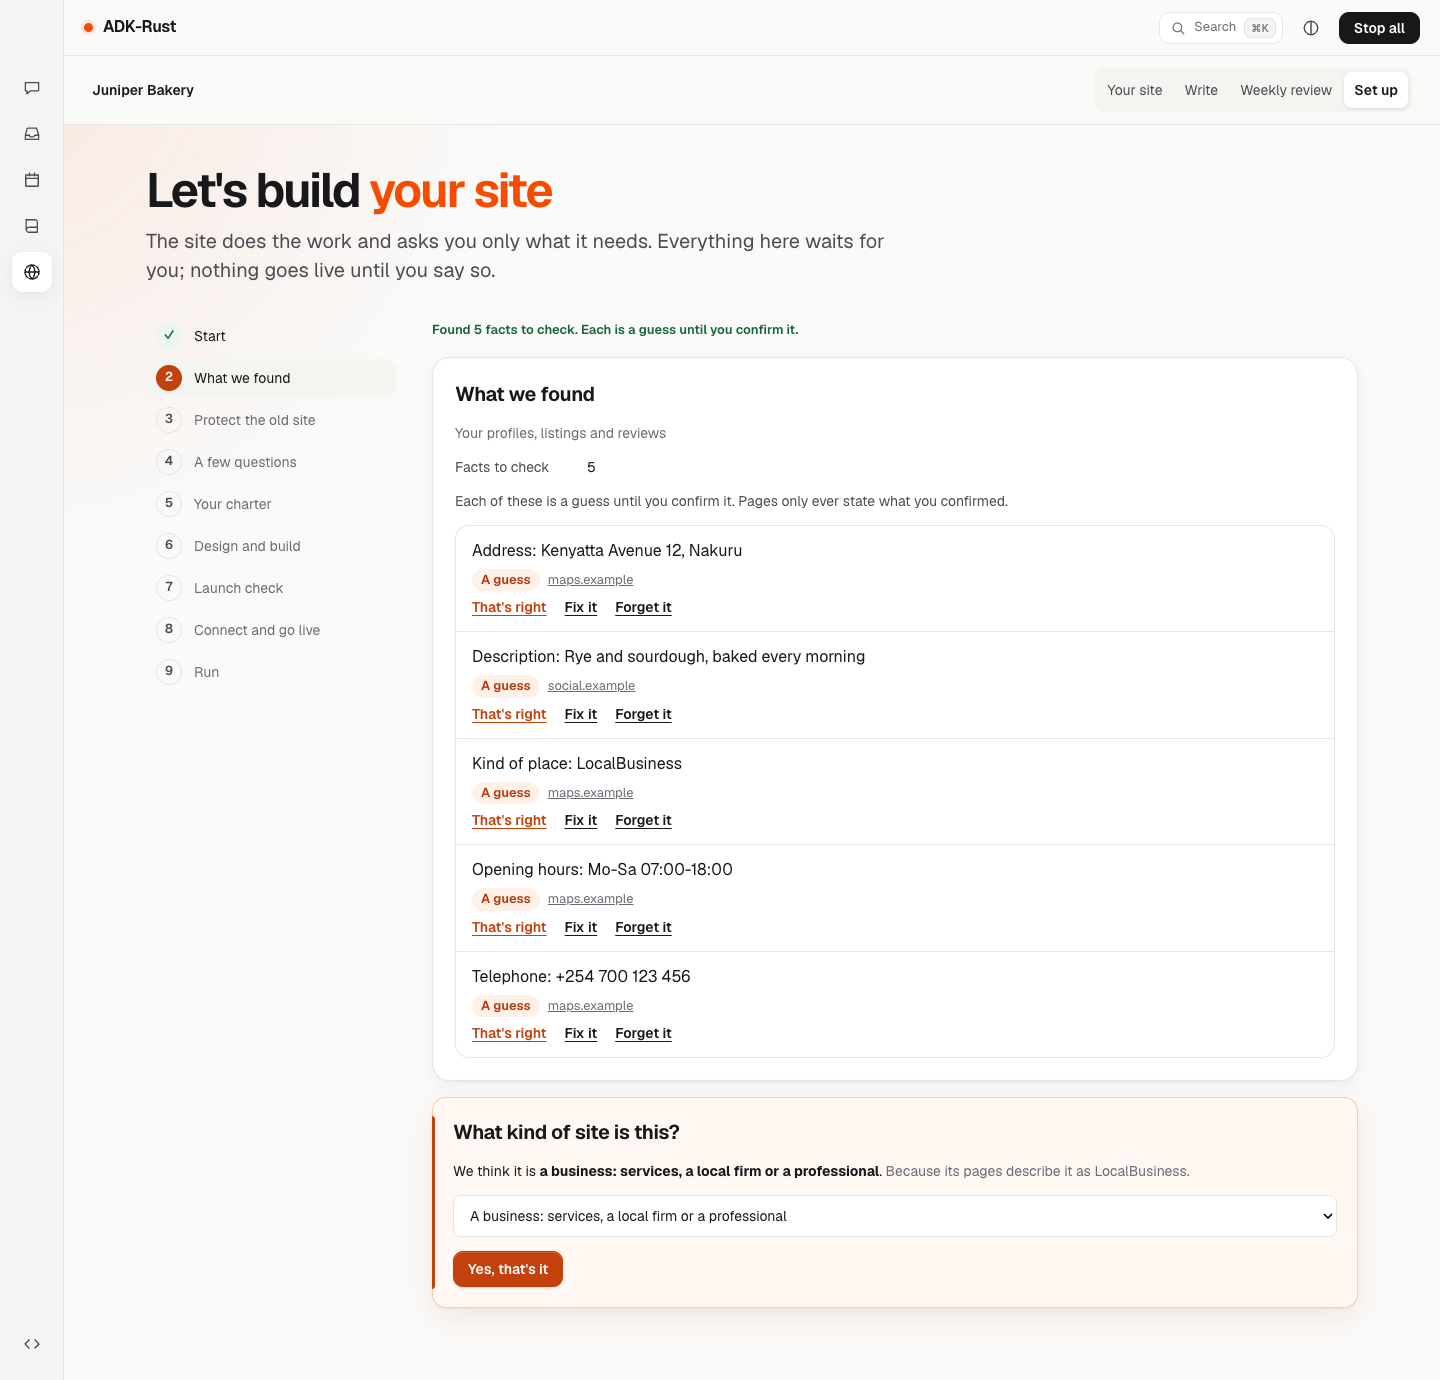 ADK-Rust
Search ⌘K
Stop all
Juniper Bakery
Your site
Write
Weekly review
Set up
Let's build your site
The site does the work and asks you only what it needs. Everything here waits for
you; nothing goes live until you say so.
Start
2 What we found
3 Protect the old site
4 A few questions
5 Your charter
6 Design and build
7 Launch check
8 Connect and go live
9 Run
Found 5 facts to check. Each is a guess until you confirm it.
What we found
Your profiles, listings and reviews
Facts to check 5
Each of these is a guess until you confirm it. Pages only ever state what you confirmed.
Address: Kenyatta Avenue 12, Nakuru
A guess maps.example
That's right Fix it Forget it
Description: Rye and sourdough, baked every morning
A guess social.example
That's right Fix it Forget it
Kind of place: LocalBusiness
A guess maps.example
That's right Fix it Forget it
Opening hours: Mo-Sa 07:00-18:00
A guess maps.example
That's right Fix it Forget it
Telephone: +254 700 123 456
A guess maps.example
That's right Fix it Forget it
What kind of site is this?
We think it is a business: services, a local firm or a professional. Because its pages describe it as LocalBusiness.
A business: services, a local firm or a professional
Yes, that's it